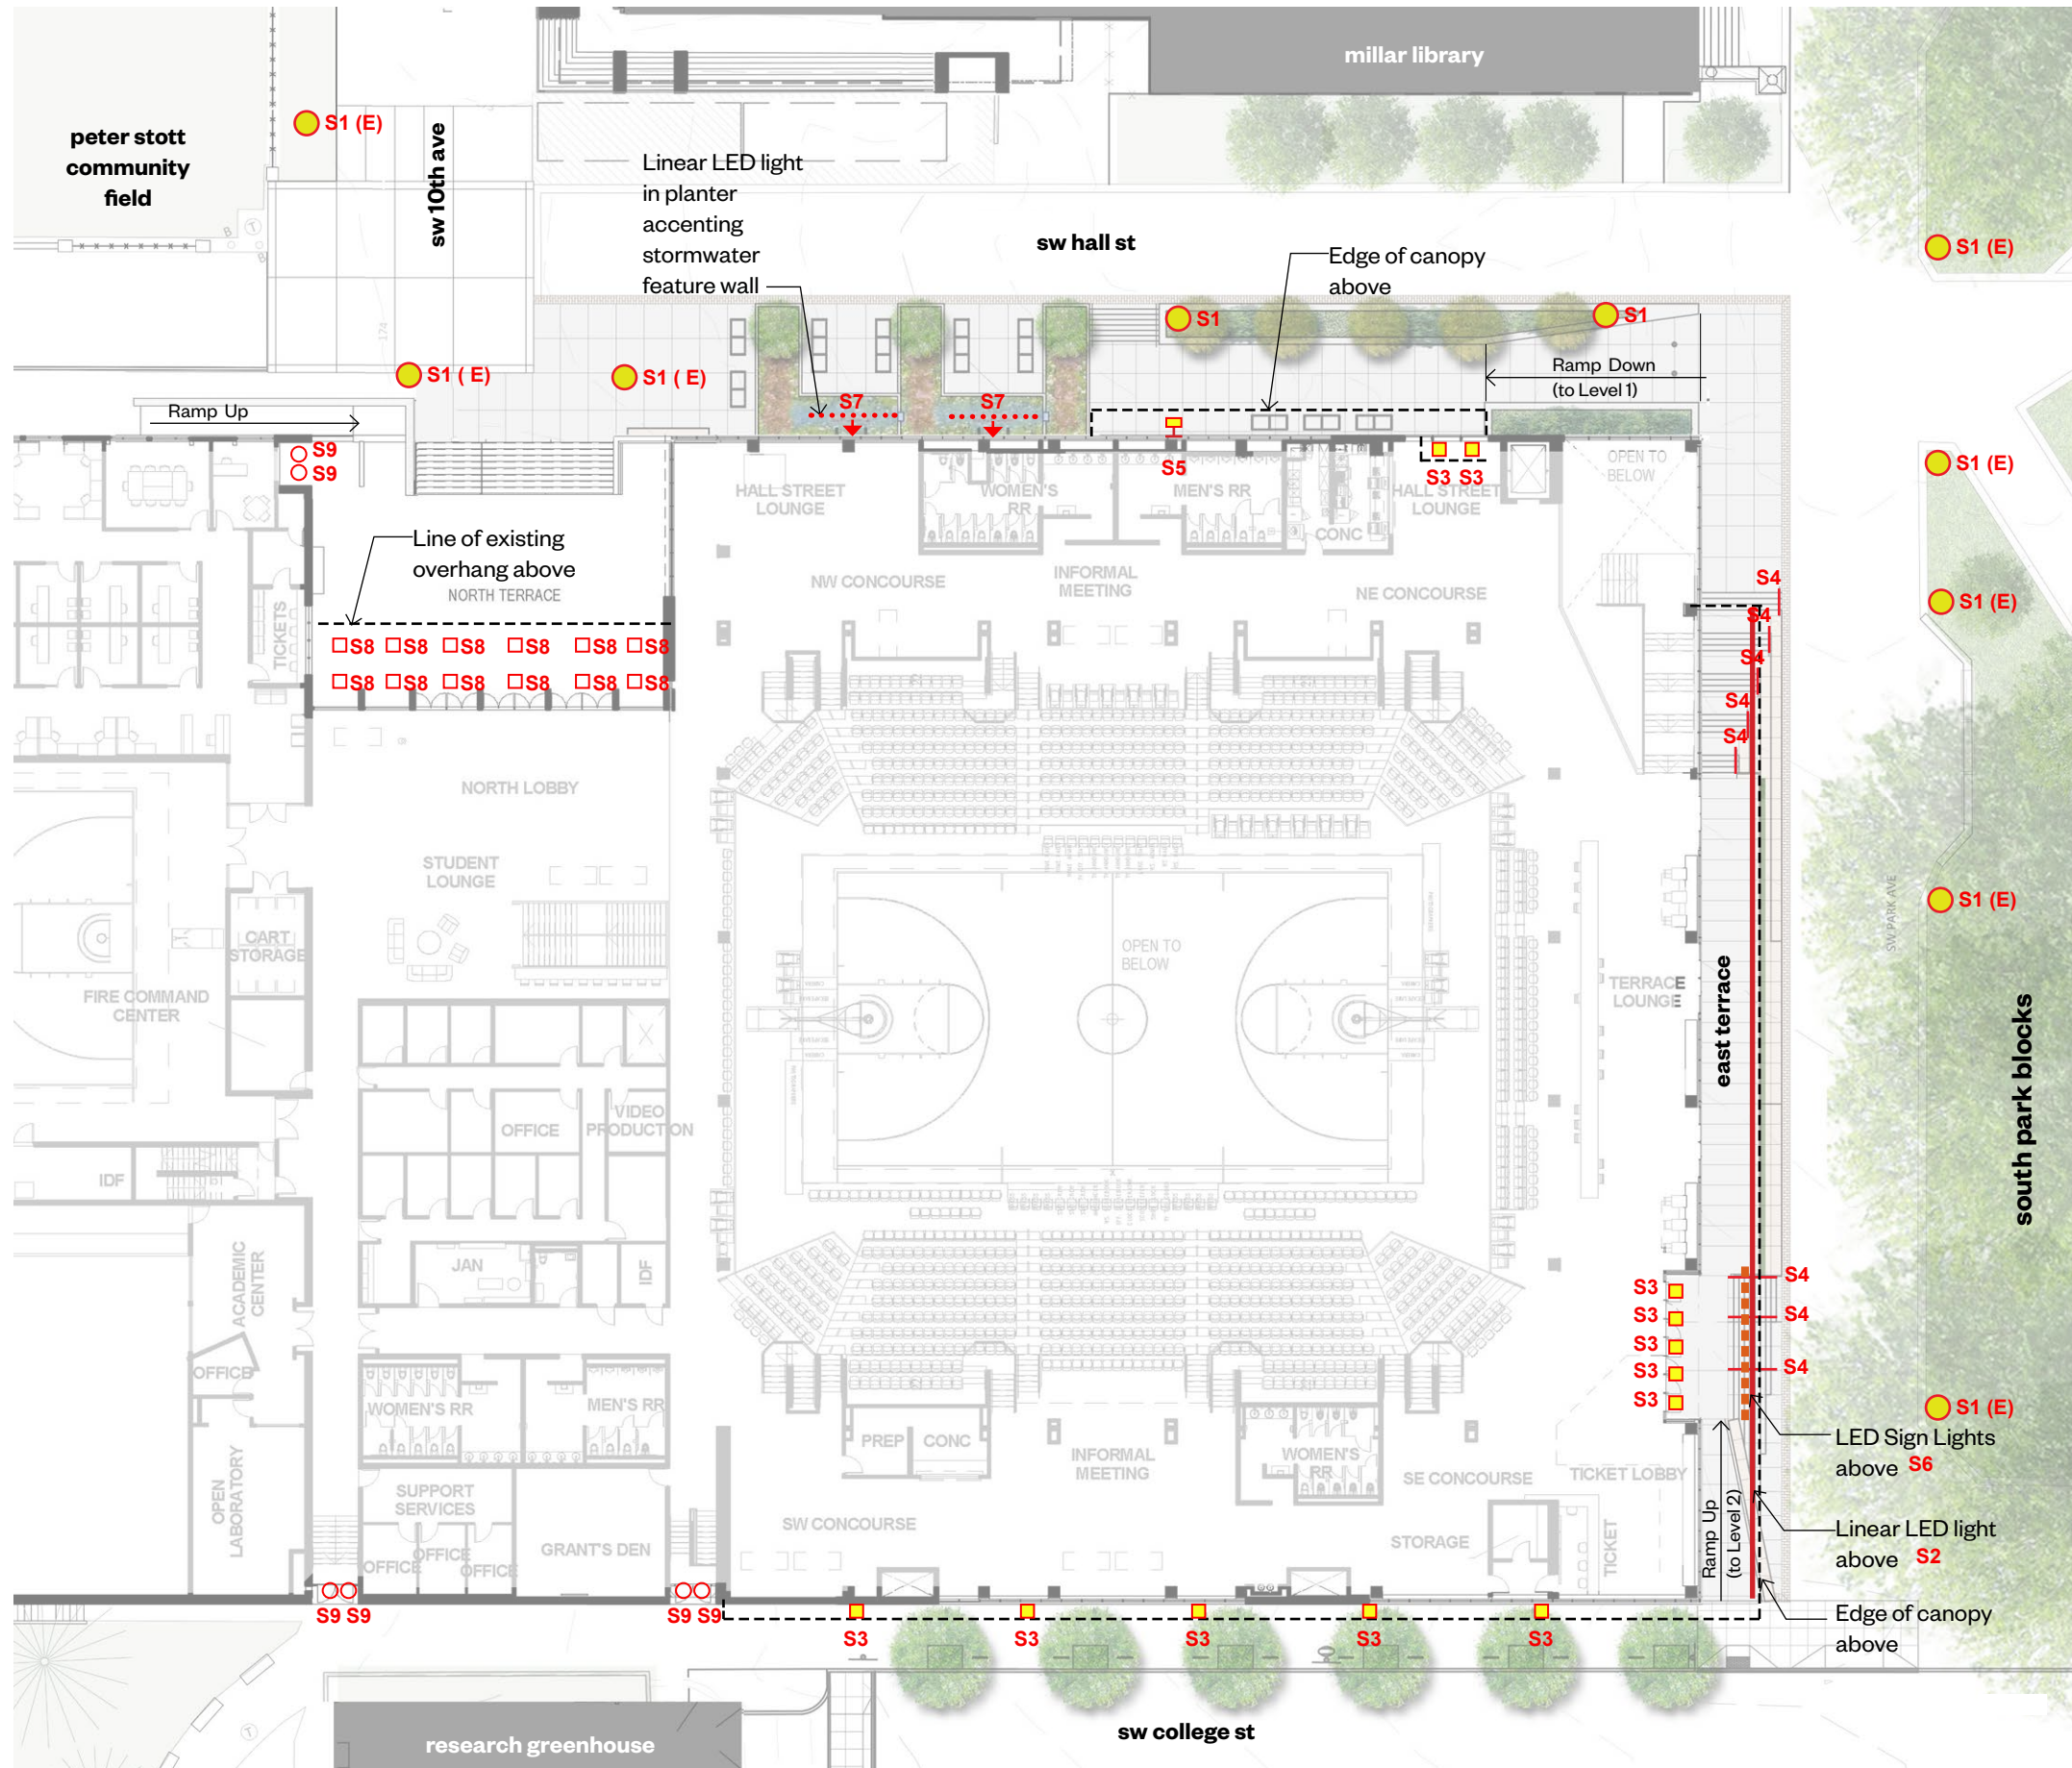 millar library
peter stott
community
field
S1 (E)
sw 10th ave
Linear LED light
in planter
accenting
stormwater
feature wall
sw hall st
Edge of canopy
above
S1 (E)
B
T
B
174
S1
S1
S1 ( E)
S1 ( E)
Ramp Down
(to Level 1)
Ramp Up
S7
S7
S9
S9
S5
S3
S3
S1 (E)
OPEN TO
BELOW
HALL STREET
LOUNGE
WOMEN'S
RR
MEN'S RR
CONC
HALL STREET
LOUNGE
Line of existing
overhang above
NORTH TERRACE
NW CONCOURSE
INFORMAL
MEETING
NE CONCOURSE
S4
S4
S4
S4
S4
S1 (E)
TICKETS
S8
S8
S8
S8
S8
S8
S8
S8
S8
S8
S8
S8
NORTH LOBBY
STUDENT
LOUNGE
SW PARK AVE
S1 (E)
CART
STORAGE
OPEN TO
BELOW
FIRE COMMAND
CENTER
TERRACE
LOUNGE
east terrace
south park blocks
OFFICE
VIDEO
PRODUCTION
IDF
ACADEMIC
CENTER
JAN
IDF
S3
S3
S3
S3
S3
S4
S4
S4
OFFICE
WOMEN'S RR
MEN'S RR
S1 (E)
LED Sign Lights
above S6
PREP
CONC
INFORMAL
MEETING
WOMEN'S
RR
SE CONCOURSE
TICKET LOBBY
OPEN
LABORATORY
SUPPORT
SERVICES
SW CONCOURSE
GRANT'S DEN
OFFICE
OFFICE
OFFICE
STORAGE
TICKET
Ramp Up
(to Level 2)
Linear LED light
above S2
S9 S9
S9 S9
Edge of canopy
above
S3
S3
S3
S3
S3
T
research greenhouse
sw college st